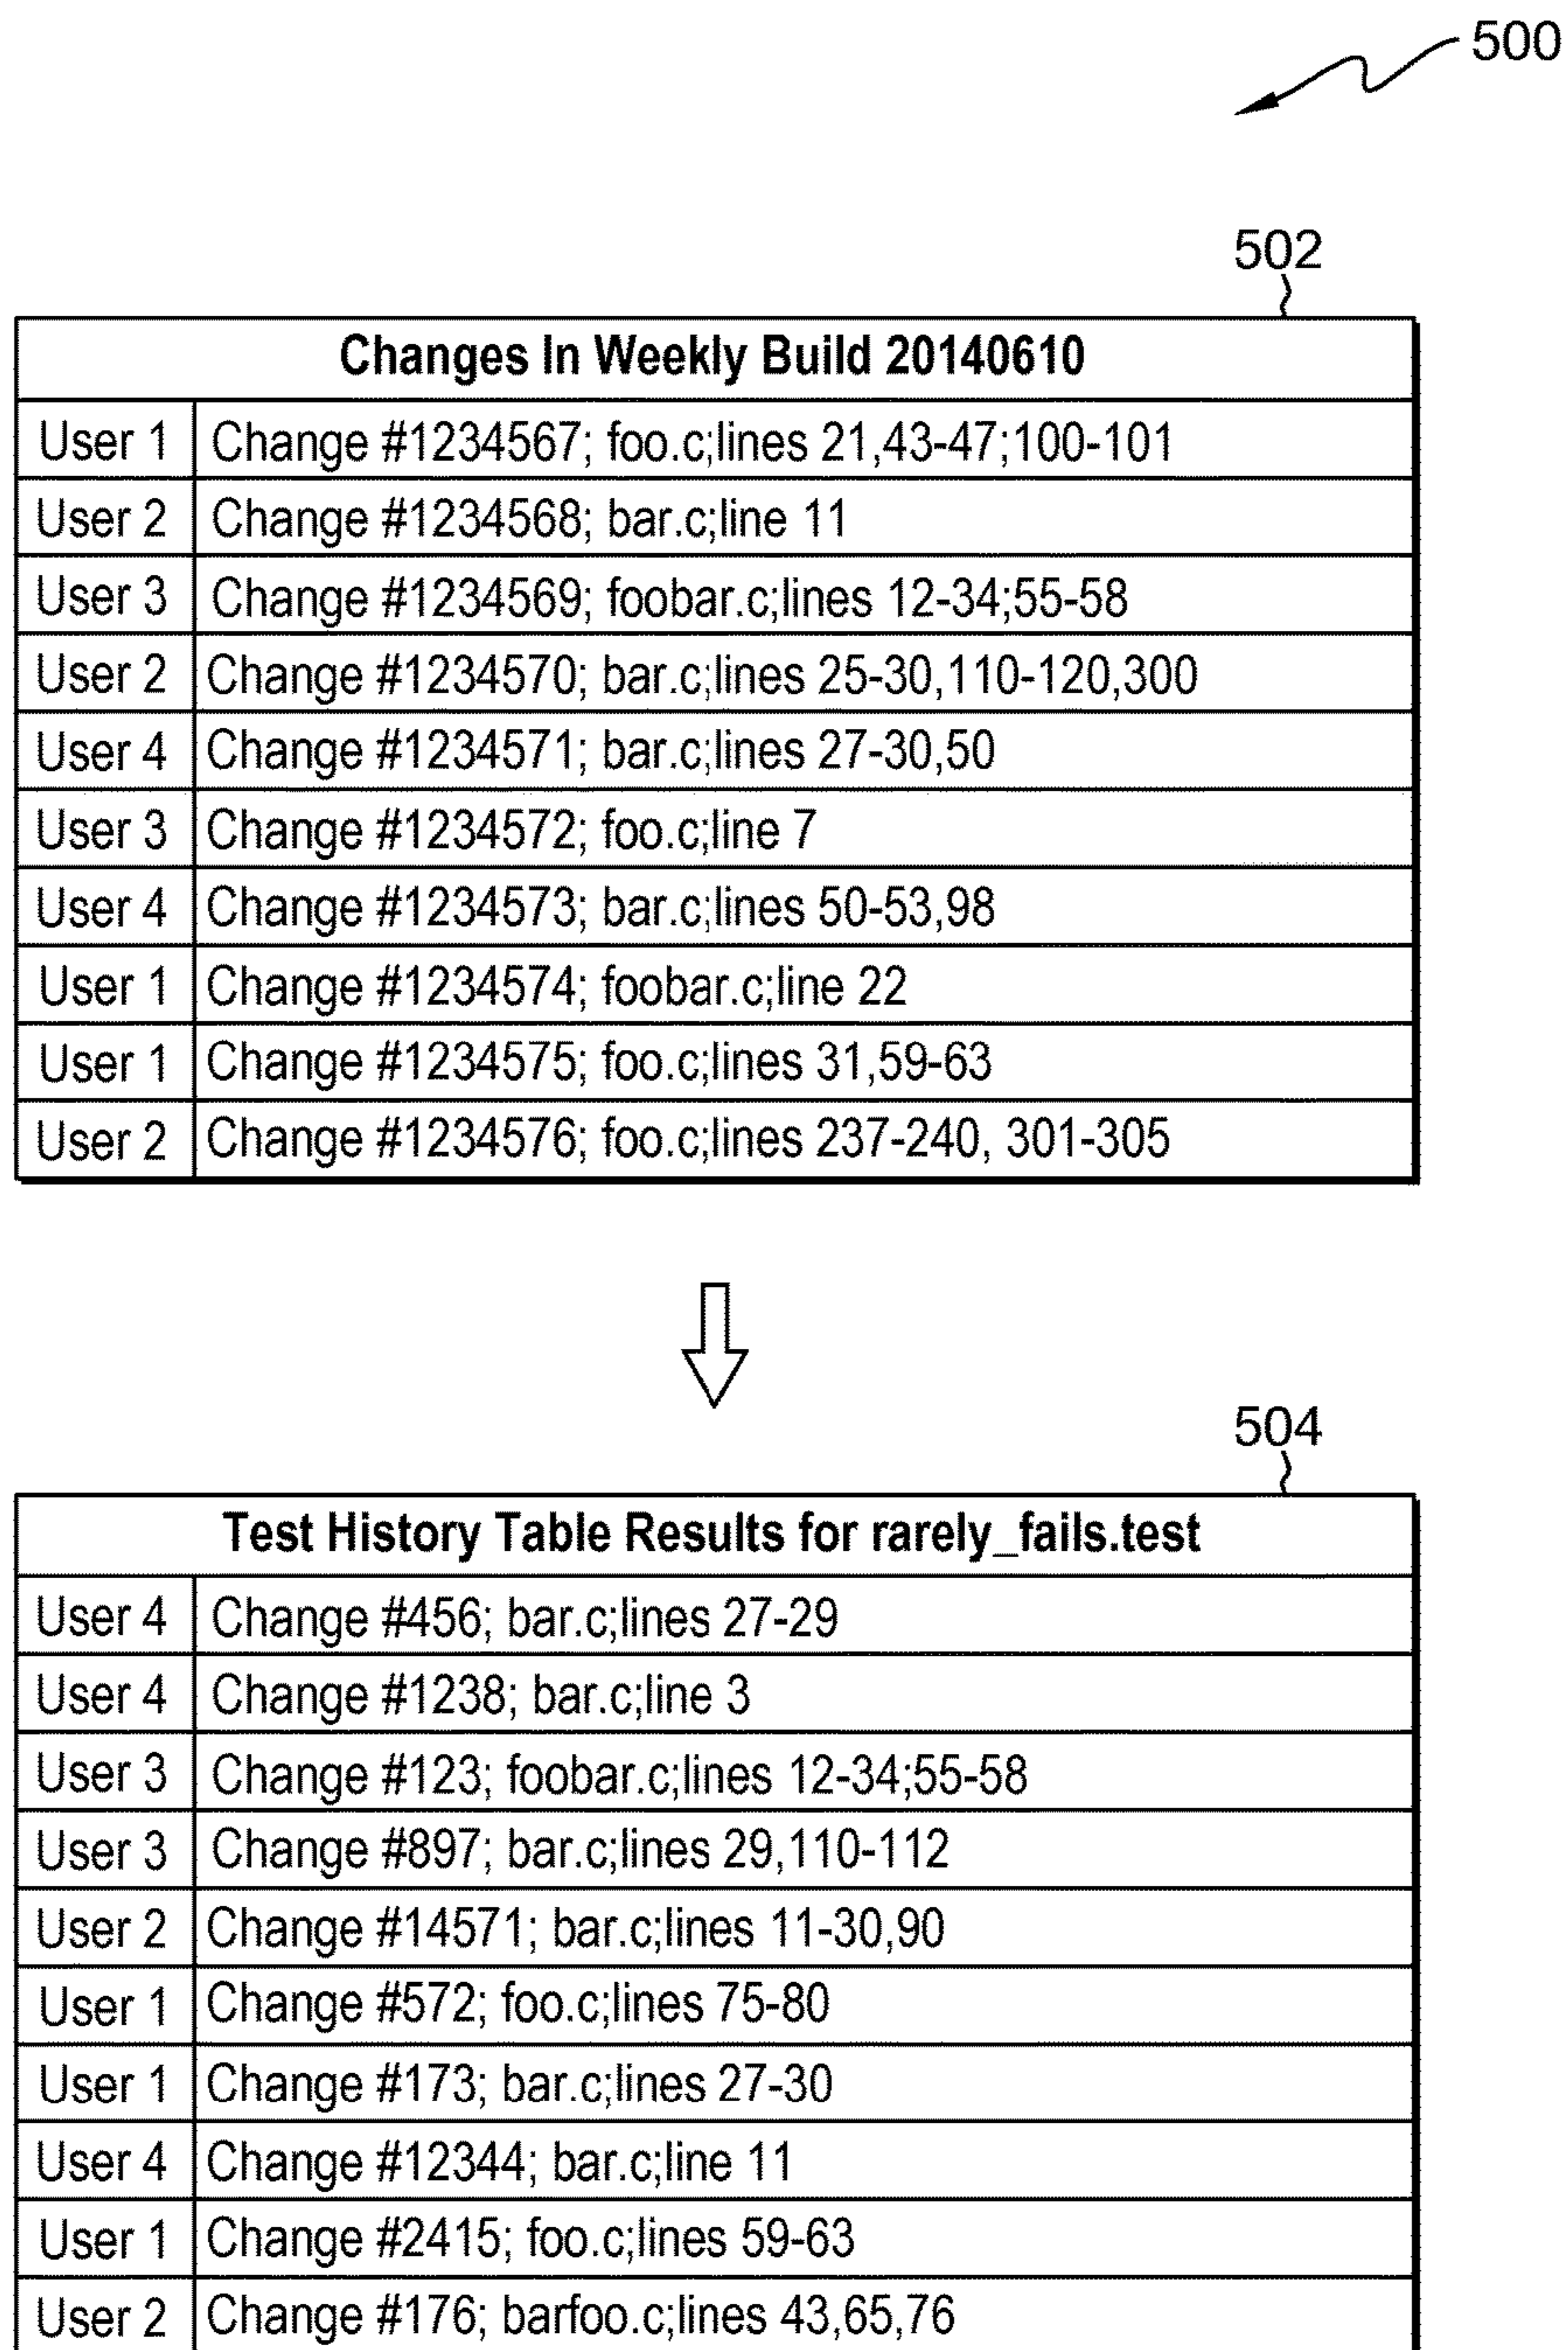 500
502
Changes In Weekly Build 20140610
User 1 Change #1234567; foo.c;lines 21,43-47;100-101
User 2 Change #1234568; bar.c;line 11
User 3 Change #1234569; foobar.c;lines 12-34;55-58
User 2 Change #1234570; bar.c;lines 25-30,110-120,300
User 4 Change #1234571; bar.c;lines 27-30,50
User 3 Change #1234572; foo.c;line 7
User 4 Change #1234573; bar.c;lines 50-53,98
User 1 Change #1234574; foobar.c;line 22
User 1 Change #1234575; foo.c;lines 31,59-63
User 2 Change #1234576; foo.c;lines 237-240, 301-305
504
Test History Table Results for rarely_fails.test
User 4 Change #456; bar.c;lines 27-29
User 4 Change #1238; bar.c;line 3
User 3 Change #123; foobar.c;lines 12-34;55-58
User 3 Change #897; bar.c;lines 29,110-112
User 2 Change #14571; bar.c;lines 11-30,90
User 1 Change #572; foo.c;lines 75-80
User 1 Change #173; bar.c;lines 27-30
User 4 Change #12344; bar.c;line 11
User 1 Change #2415; foo.c;lines 59-63
User 2 Change #176; barfoo.c;lines 43,65,76